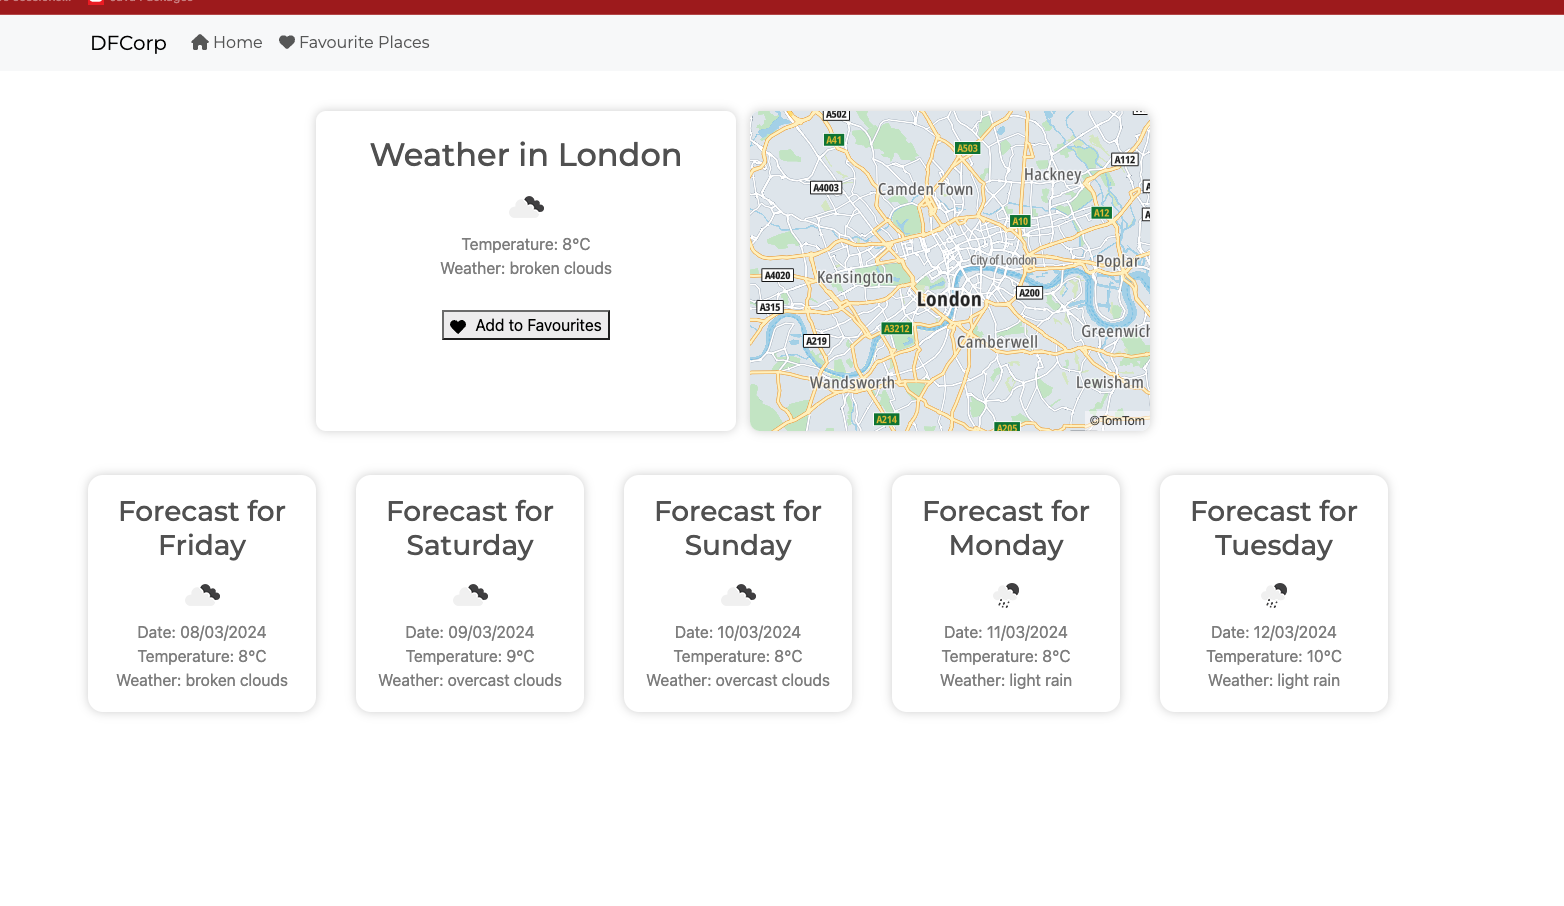 DFCorp Home Favourite Places
Weather in London
Temperature: 8°C
Weather: broken clouds
Add to Favourites
A502
A41
A503
A112
Hackney
A4003
Camden Town
A12
A10
City of London
Poplar
A4020
Kensington
A200
London
A315
A3212
Greenwich
A219
Camberwell
Wandsworth
Lewisham
A214
©TomTom
A205
Forecast for
Friday
Date: 08/03/2024
Temperature: 8°C
Weather: broken clouds
Forecast for
Saturday
Date: 09/03/2024
Temperature: 9°C
Weather: overcast clouds
Forecast for
Sunday
Date: 10/03/2024
Temperature: 8°C
Weather: overcast clouds
Forecast for
Monday
Date: 11/03/2024
Temperature: 8°C
Weather: light rain
Forecast for
Tuesday
Date: 12/03/2024
Temperature: 10°C
Weather: light rain